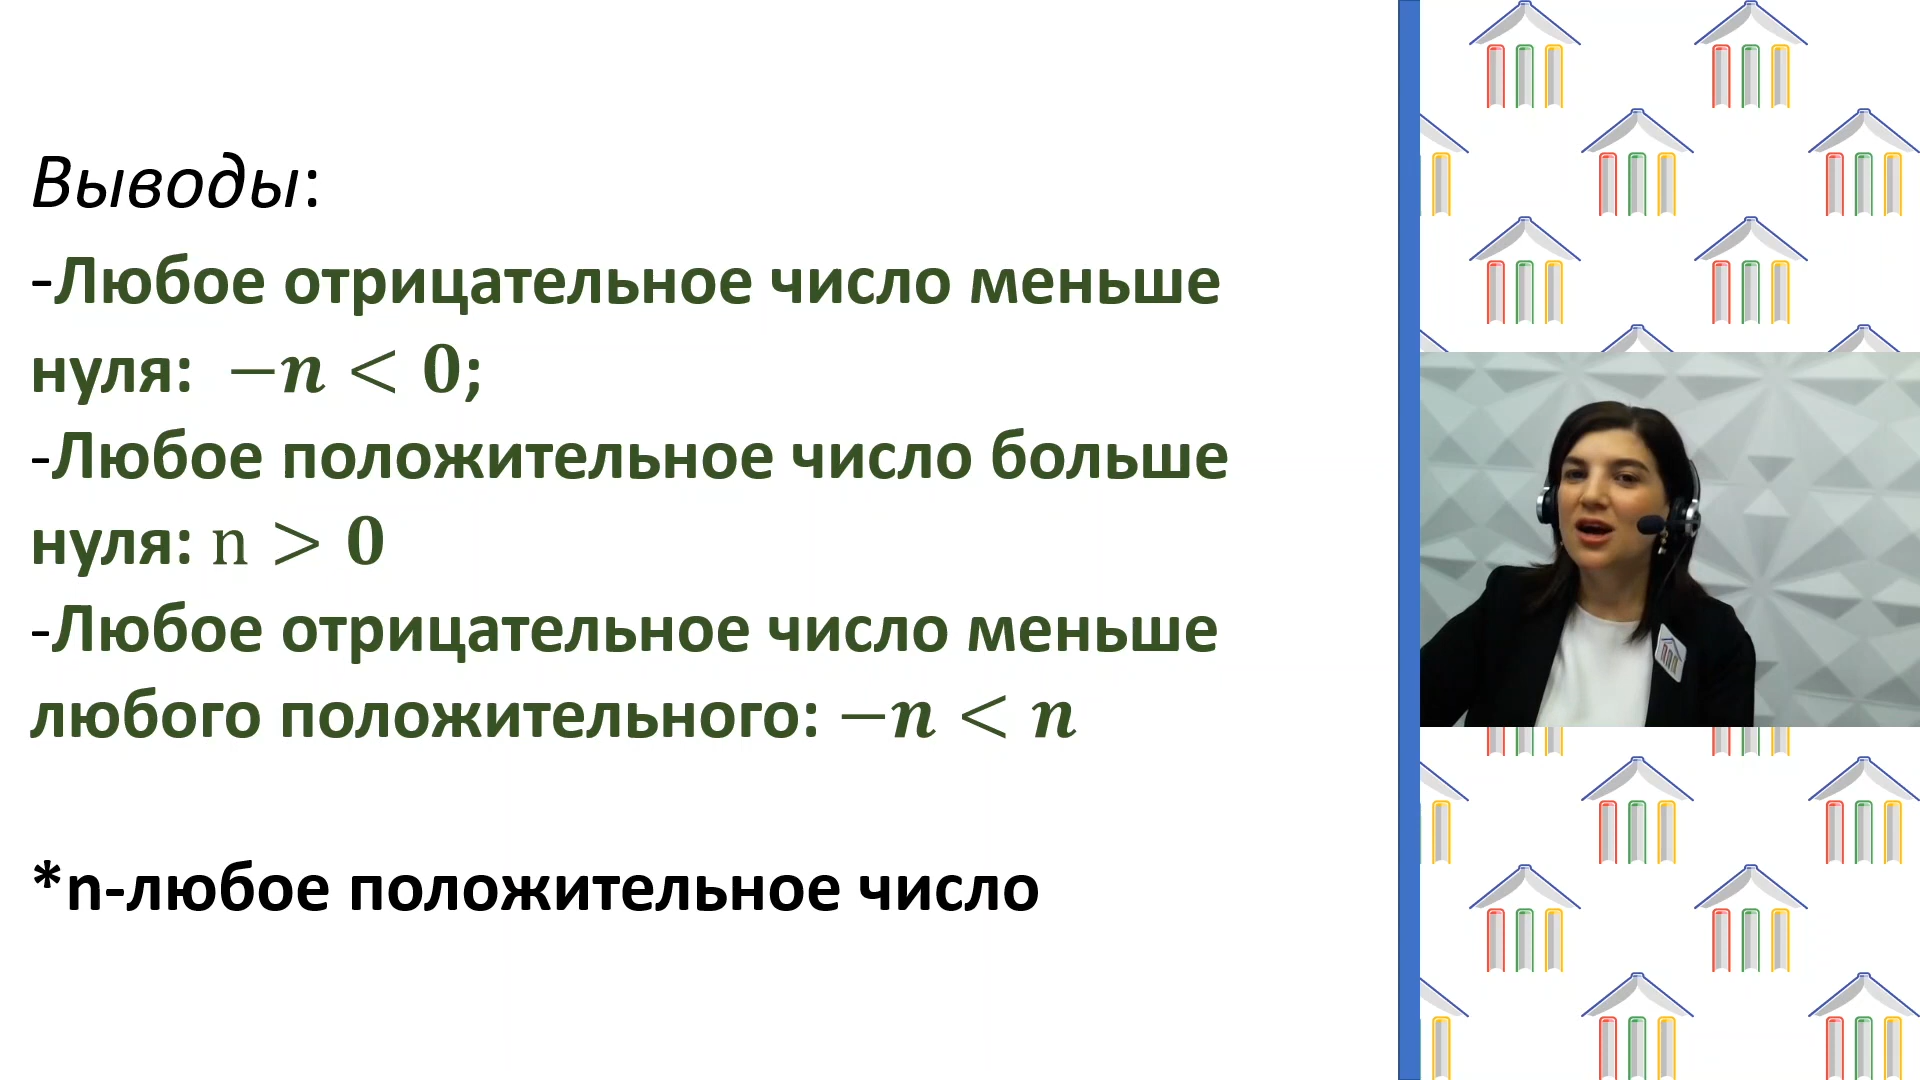 Выводы:
-Любое отрицательное число меньше
нуля: −n < 0;
-Любое положительное число больше
нуля: n > 0
-Любое отрицательное число меньше
любого положительного: −n < n
*n-любое положительное число